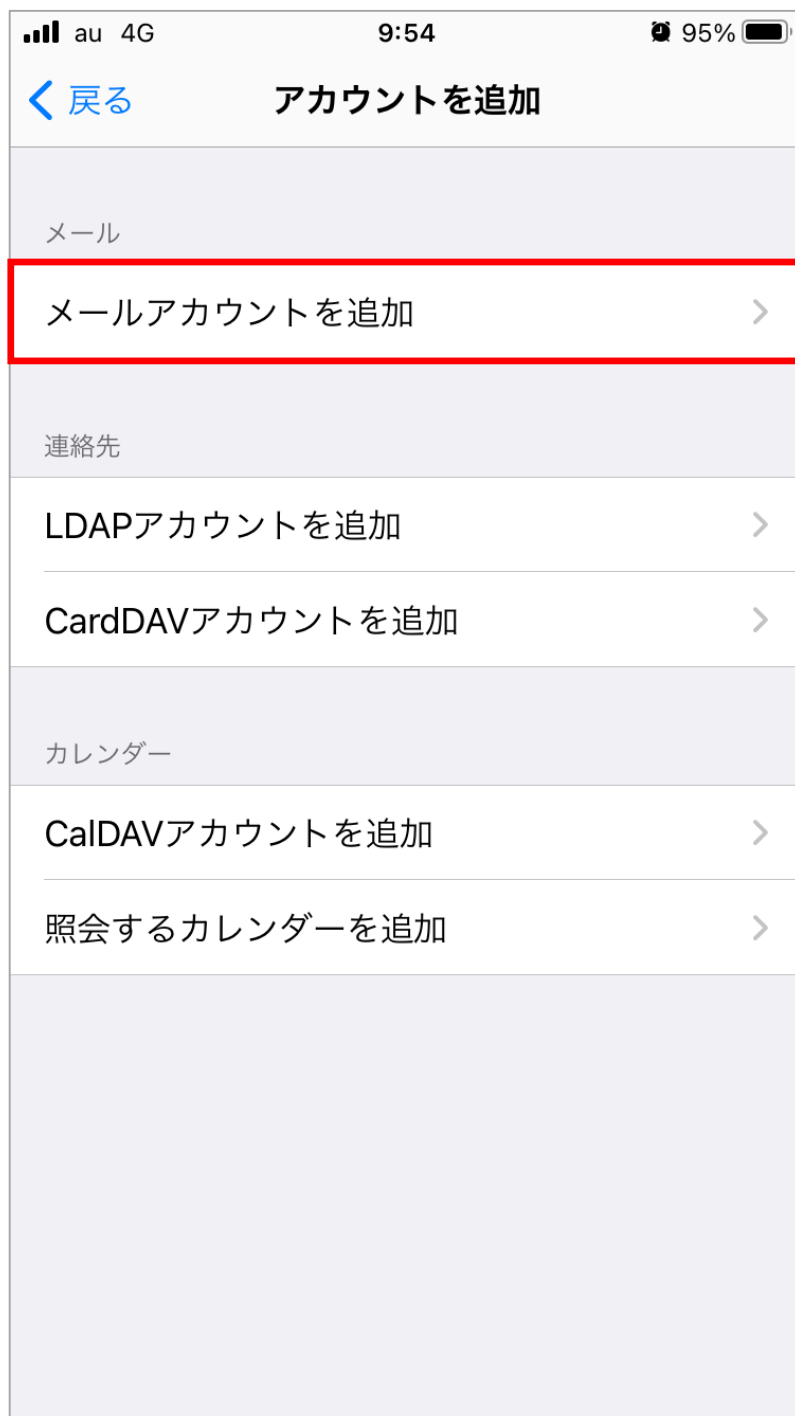 au 4G 9:54 95%
戻る アカウントを追加
メール
メールアカウントを追加
連絡先
LDAPアカウントを追加
CardDAVアカウントを追加
カレンダー
CalDAVアカウントを追加
照会するカレンダーを追加